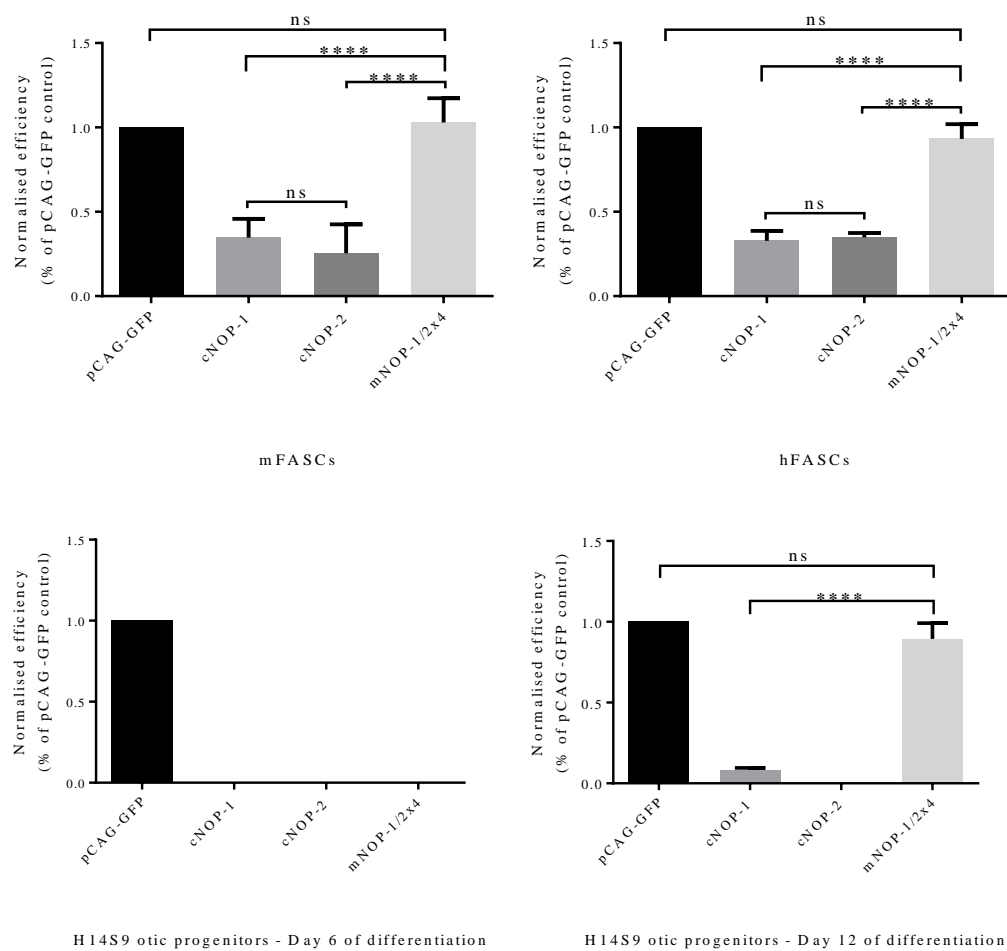 ns
****
****
ns
1.5
1.0
0.5
0.0
Normalised efficiency
(% of pCAG-GFP control)
pCAG-GFP
cNOP-1
cNOP-2
mNOP-1/2x4
mFASCs
ns
****
****
ns
1.5
1.0
0.5
0.0
Normalised efficiency
(% of pCAG-GFP control)
pCAG-GFP
cNOP-1
cNOP-2
mNOP-1/2x4
hFASCs
1.5
1.0
0.5
0.0
Normalised efficiency
(% of pCAG-GFP control)
pCAG-GFP
cNOP-1
cNOP-2
mNOP-1/2x4
H14S9 otic progenitors - Day 6 of differentiation
ns
****
1.5
1.0
0.5
0.0
Normalised efficiency
(% of pCAG-GFP control)
pCAG-GFP
cNOP-1
cNOP-2
mNOP-1/2x4
H14S9 otic progenitors - Day 12 of differentiation